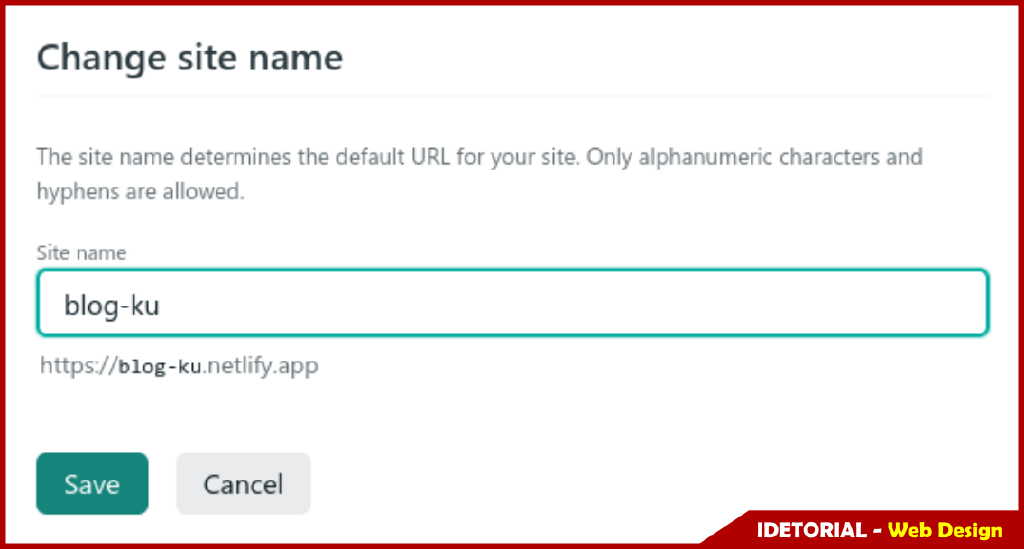 Change site name
The site name determines the default URL for your site. Only alphanumeric characters and
hyphens are allowed.
Site name
blog-ku
https://blog-ku.netlify.app
Save Cancel
IDETORIAL - Web Design